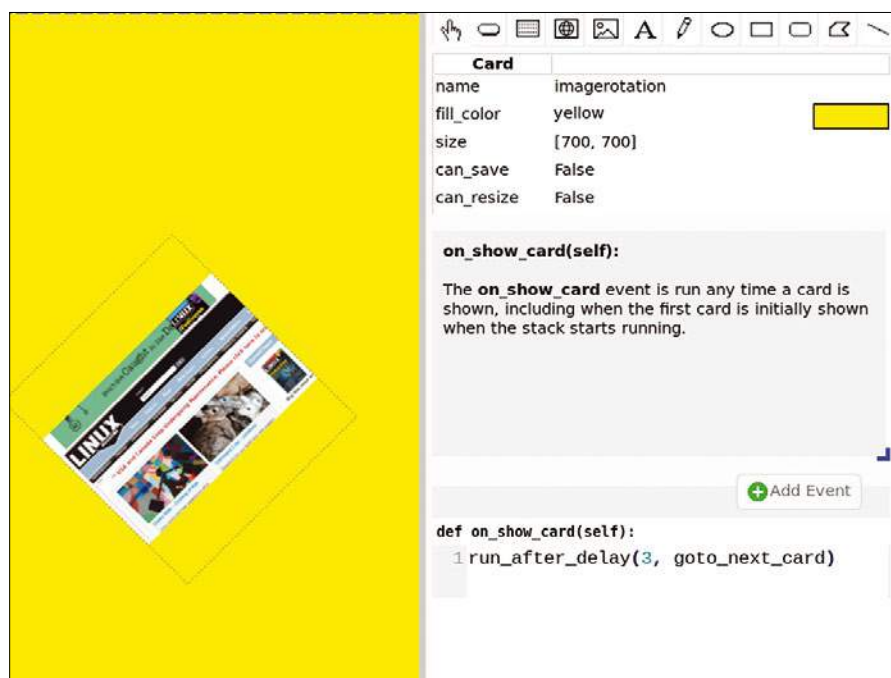 A
Card
name imagerotation
fill_color yellow
size [700, 700]
can_save False
can_resize False
on_show_card(self):
The on_show_card event is run any time a card is
shown, including when the first card is initially shown
when the stack starts running.
Add Event
def on_show_card(self):
1 run_after_delay(3, goto_next_card)
LINUX
LINUX